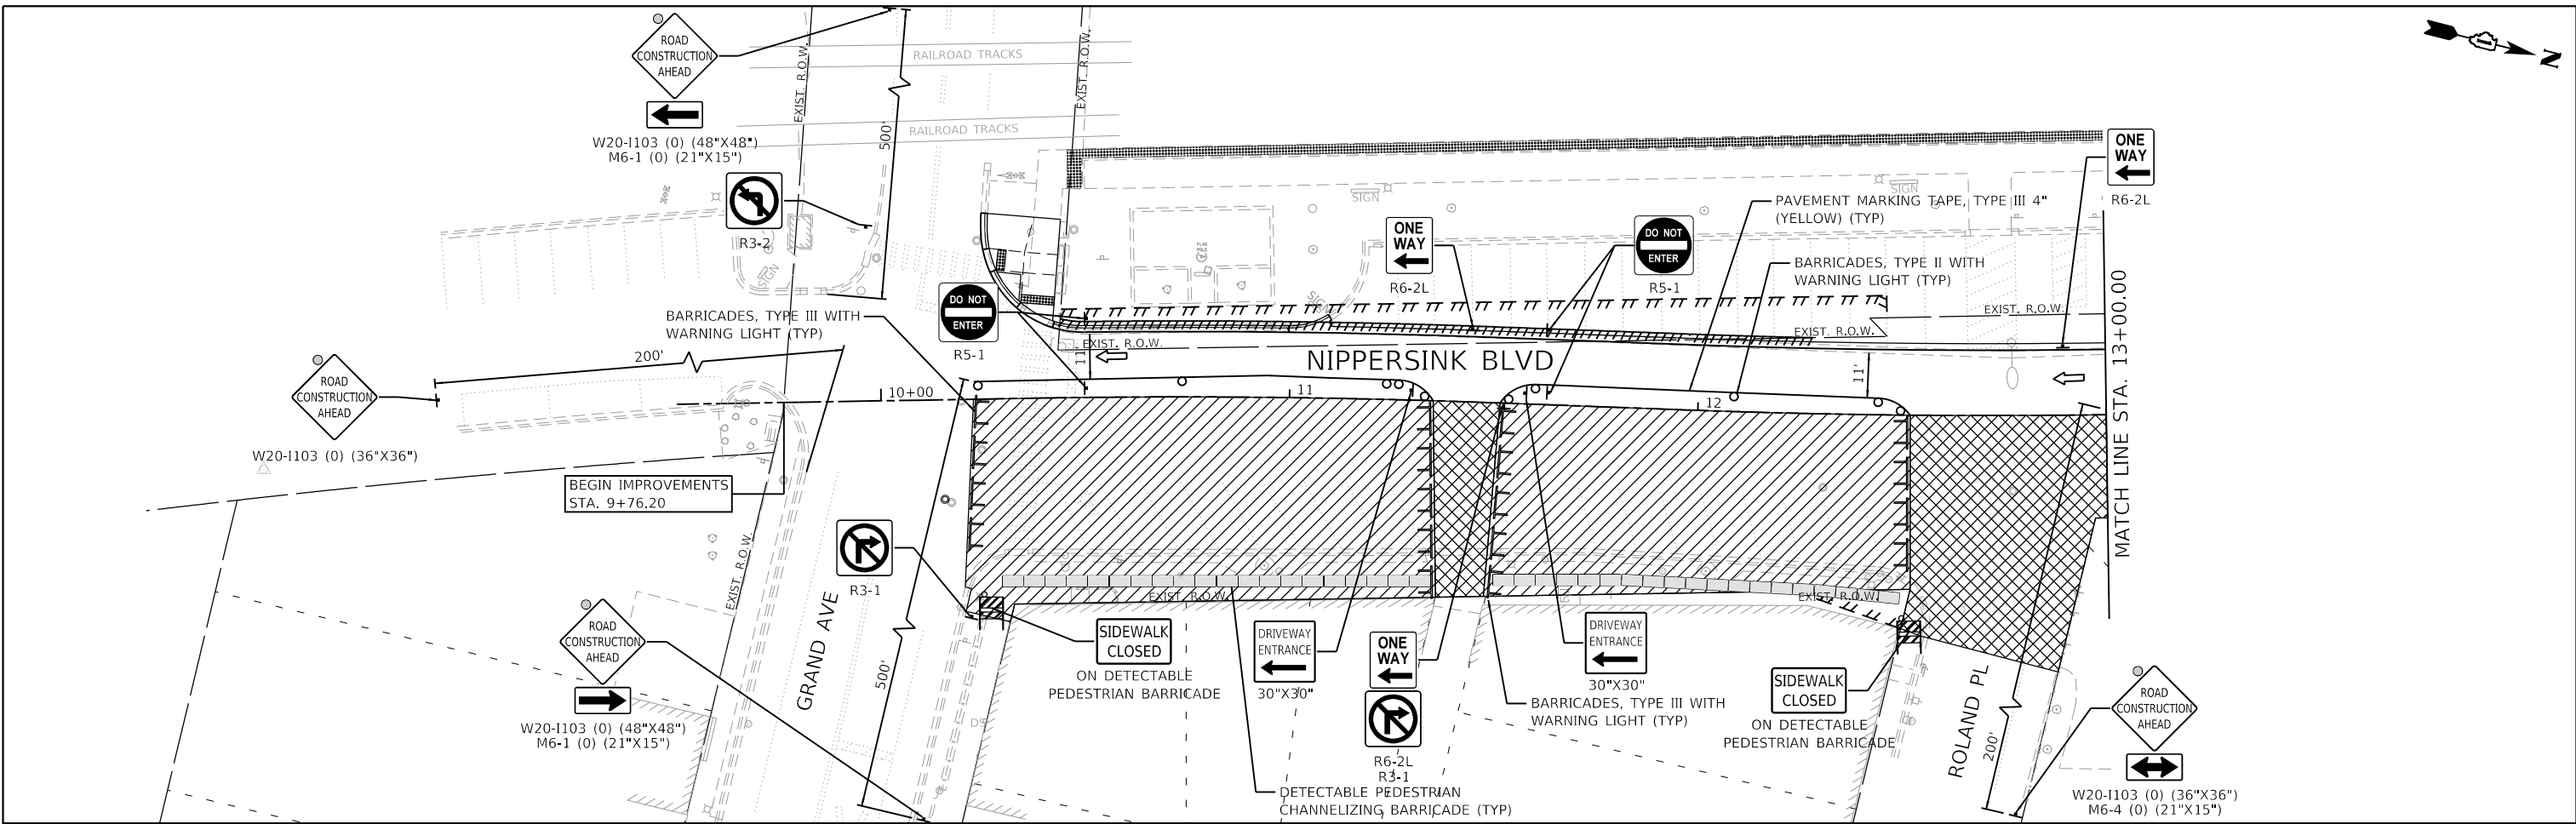 ROAD
CONSTRUCTION
AHEAD
W20-I103 (0) (48"X48")
M6-1 (0) (21"X15")
EXIST. R.O.W.
500'
RAILROAD TRACKS
RAILROAD TRACKS
EXIST. R.O.W.
N
R3-2
SIGN
DO NOT
ENTER
R5-1
FLAG
POLE
SIGN
SIGN
ONE
WAY
R6-2L
DO NOT
ENTER
R5-1
SIGN
PAVEMENT MARKING TAPE, TYPE III 4"
(YELLOW) (TYP)
BARRICADES, TYPE II WITH
WARNING LIGHT (TYP)
ONE
WAY
R6-2L
EXIST. R.O.W.
EXIST. R.O.W.
EXIST. R.O.W.
BARRICADES, TYPE III WITH
WARNING LIGHT (TYP)
200'
ROAD
CONSTRUCTION
AHEAD
W20-I103 (0) (36"X36")
11'
NIPPERSINK BLVD
11'
10+00
11
12
MATCH LINE STA. 13+00.00
BEGIN IMPROVEMENTS
STA. 9+76.20
EXIST. R.O.W.
R3-1
EXIST. R.O.W.
EXIST. R.O.W.
ROAD
CONSTRUCTION
AHEAD
W20-I103 (0) (48"X48")
M6-1 (0) (21"X15")
GRAND AVE
500'
SIDEWALK
CLOSED
ON DETECTABLE
PEDESTRIAN BARRICADE
DRIVEWAY
ENTRANCE
30"X30"
ONE
WAY
R6-2L
R3-1
DETECTABLE PEDESTRIAN
CHANNELIZING BARRICADE (TYP)
DRIVEWAY
ENTRANCE
30"X30"
BARRICADES, TYPE III WITH
WARNING LIGHT (TYP)
SIDEWALK
CLOSED
ON DETECTABLE
PEDESTRIAN BARRICADE
ROLAND PL
200'
ROAD
CONSTRUCTION
AHEAD
W20-I103 (0) (36"X36")
M6-4 (0) (21"X15")